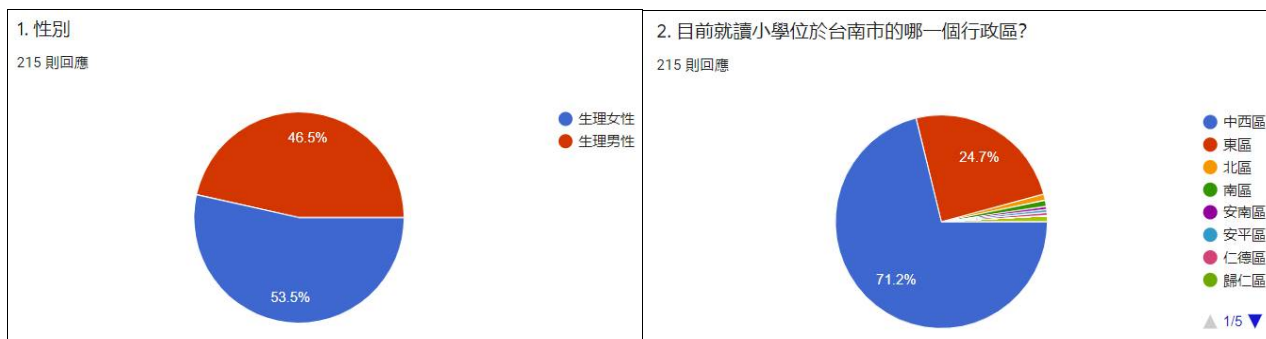 1. 性別
215 則回應
46.5%
53.5%
生理女性
生理男性
2. 目前就讀小學位於台南市的哪一個行政區?
215 則回應
24.7%
71.2%
中西區
東區
北區
南區
安南區
安平區
仁德區
歸仁區
1/5